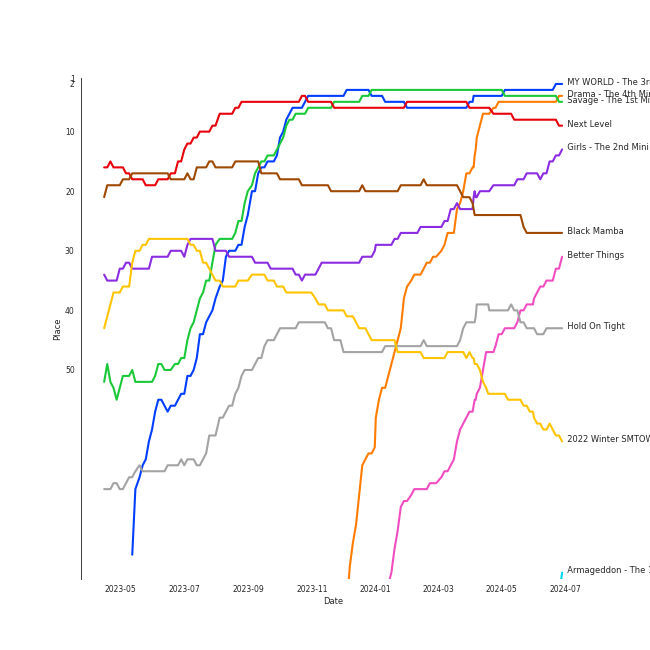 1
2
10
20
30
40
50
Place
MY WORLD - The 3r
Drama - The 4th Mi
Savage - The 1st Mi
Next Level
Girls - The 2nd Mini
Black Mamba
Better Things
Hold On Tight
2022 Winter SMTOW
Armageddon - The 1
2023-05
2023-07
2023-09
2023-11
2024-01
2024-03
2024-05
2024-07
Date